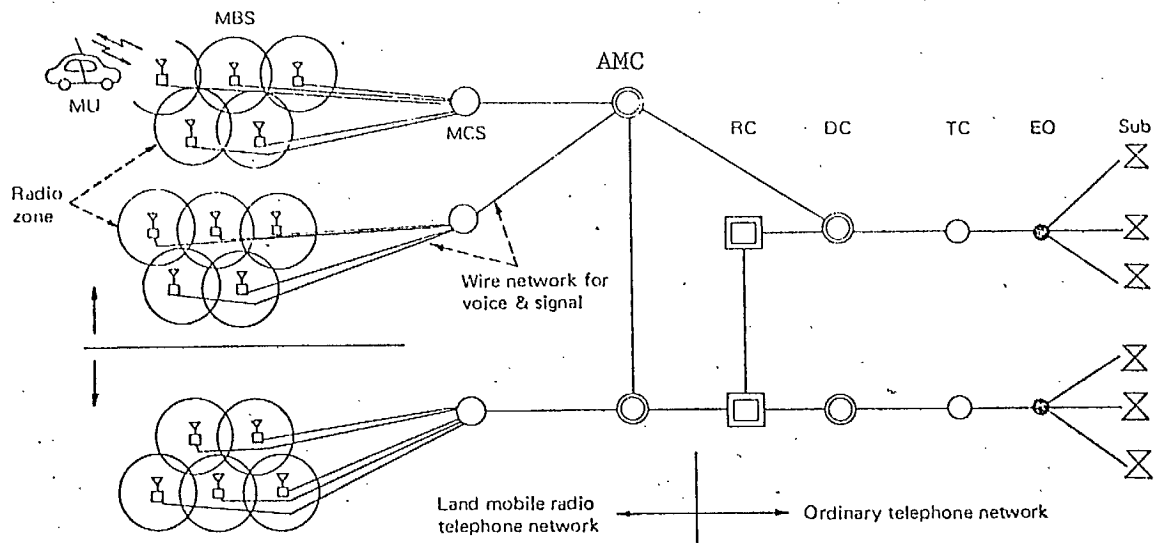 MBS
AMC
MU
MCS
RC
DC
TC
EO
Sub
Radio
zone
Wire network for
voice & signal
Land mobile radio
telephone network
Ordinary telephone network